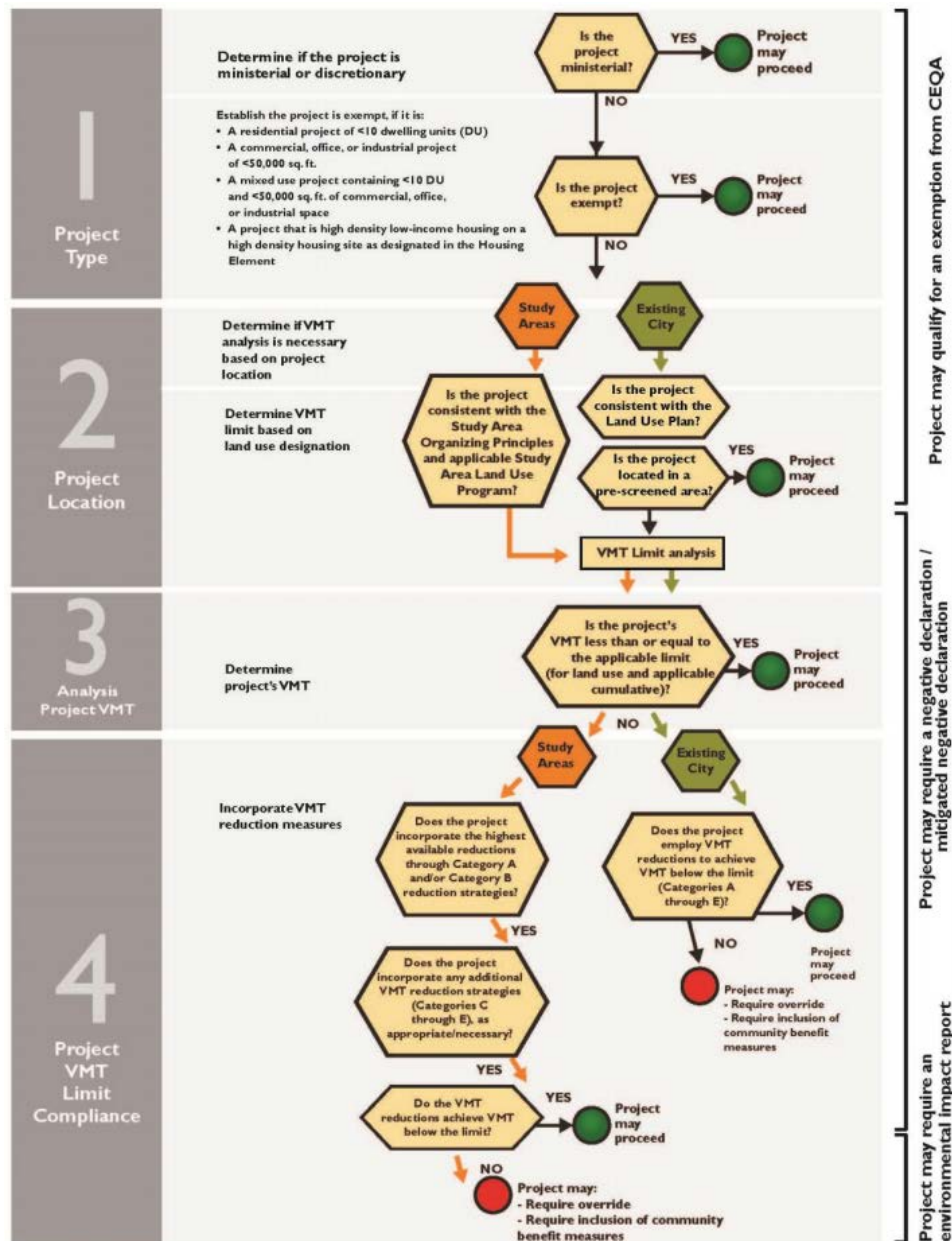 1
Project
Type
Determine if the project is
ministerial or discretionary
Is the
project
ministerial?
YES
Project
may
proceed
NO
Establish the project is exempt, if it is:
• A residential project of <10 dwelling units (DU)
• A commercial, office, or industrial project
of <50,000 sq. ft.
• A mixed use project containing <10 DU
and <50,000 sq. ft. of commercial, office,
or industrial space
• A project that is high density low-income housing on a
high density housing site as designated in the Housing
Element
Is the project
exempt?
YES
Project
may
proceed
NO
2
Project
Location
Determine if VMT
analysis is necessary
based on project
location
Determine VMT
limit based on
land use designation
Study
Areas
Existing
City
Is the project
consistent with the
Study Area
Organizing Principles
and applicable Study
Area Land Use
Program?
Is the project
consistent with the
Land Use Plan?
Is the project
located in a
pre-screened area?
YES
Project
may
proceed
VMT Limit analysis
3
Analysis
Project VMT
Determine
project's VMT
Is the project's
VMT less than or equal to
the applicable limit
(for land use and applicable
cumulative)?
YES
Project
may
proceed
NO
4
Project
VMT
Limit
Compliance
Incorporate VMT
reduction measures
Study
Areas
Existing
City
Does the project
incorporate the highest
available reductions
through Category A
and/or Category B
reduction strategies?
YES
Does the project
incorporate any additional
VMT reduction strategies
(Categories C
through E), as
appropriate/necessary?
YES
Do the VMT
reductions achieve VMT
below the limit?
YES
Project
may
proceed
NO
Project may:
- Require override
- Require inclusion of community
benefit measures
Does the project
employ VMT
reductions to achieve
VMT below the limit
(Categories A
through E)?
YES
Project
may
proceed
NO
Project may:
- Require override
- Require inclusion of
community benefit
measures
Project may qualify for an exemption from CEQA
Project may require a negative declaration /
mitigated negative declaration
Project may require an
environmental impact report